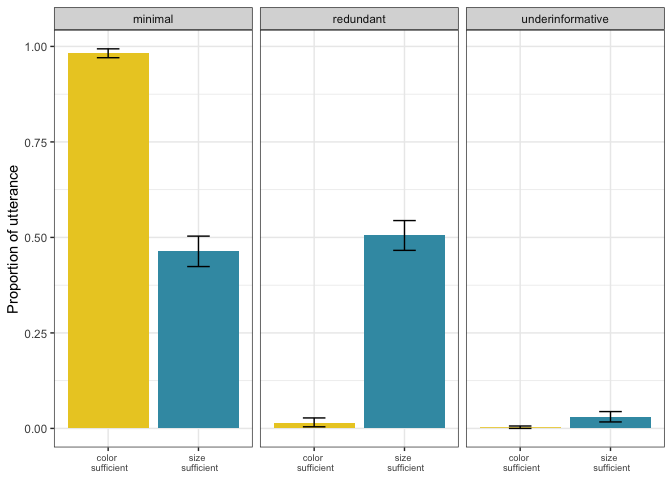 minimal
redundant
underinformative
Proportion of utterance
1.00
0.75
0.50
0.25
0.00
color
sufficient
size
sufficient
color
sufficient
size
sufficient
color
sufficient
size
sufficient